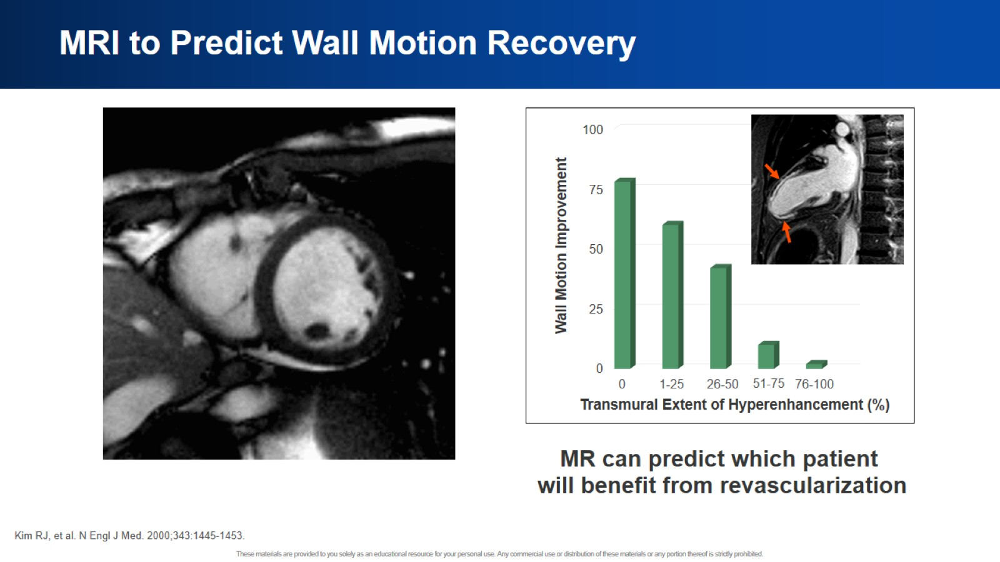 MRI to Predict Wall Motion Recovery
100
75
50
25
0
Wall Motion Improvement
0 1-25 26-50 51-75 76-100
Transmural Extent of Hyperenhancement (%)
MR can predict which patient
will benefit from revascularization
Kim RJ, et al. N Engl J Med. 2000;343:1445-1453.
These materials are provided to you solely as an educational resource for your personal use. Any commercial use or distribution of these materials or any portion thereof is strictly prohibited.